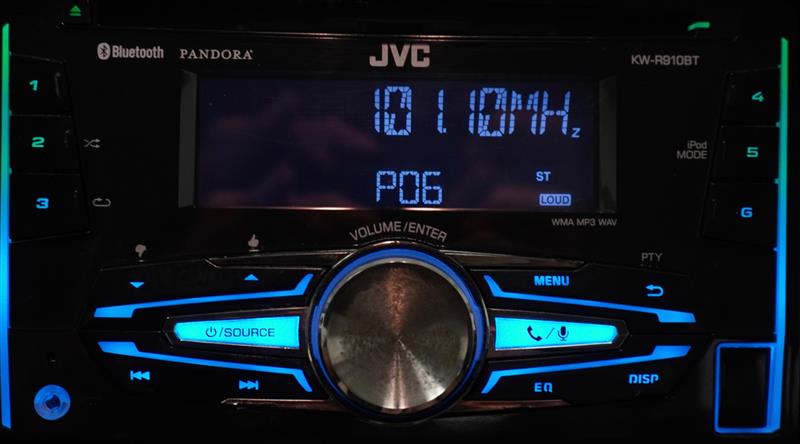 Bluetooth PANDORA JVC KW-R910BT
1 101.10MHz 4
2 iPod MODE 5
3 P06 ST LOUD 6
WMA MP3 WAV
VOLUME/ENTER
PTY
MENU
/SOURCE
/
EQ DISP